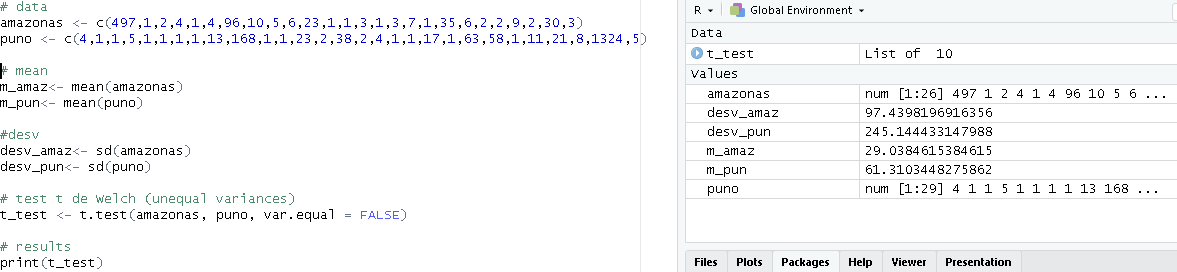 # data
amazonas <- c(497,1,2,4,1,4,96,10,5,6,23,1,1,3,1,3,7,1,35,6,2,2,9,2,30,3)
puno <- c(4,1,1,5,1,1,1,1,13,168,1,1,23,2,38,2,4,1,1,17,1,63,58,1,11,21,8,1324,5)
# mean
m_amaz<- mean(amazonas)
m_pun<- mean(puno)
#desv
desv_amaz<- sd(amazonas)
desv_pun<- sd(puno)
# test t de Welch (unequal variances)
t_test <- t.test(amazonas, puno, var.equal = FALSE)
# results
print(t_test)
R Global Environment
Data
t_test List of 10
Values
amazonas num [1:26] 497 1 2 4 1 4 96 10 5 6 ...
desv_amaz 97.4398196916356
desv_pun 245.144433147988
m_amaz 29.0384615384615
m_pun 61.3103448275862
puno num [1:29] 4 1 1 5 1 1 1 1 13 168 ...
Files Plots Packages Help Viewer Presentation